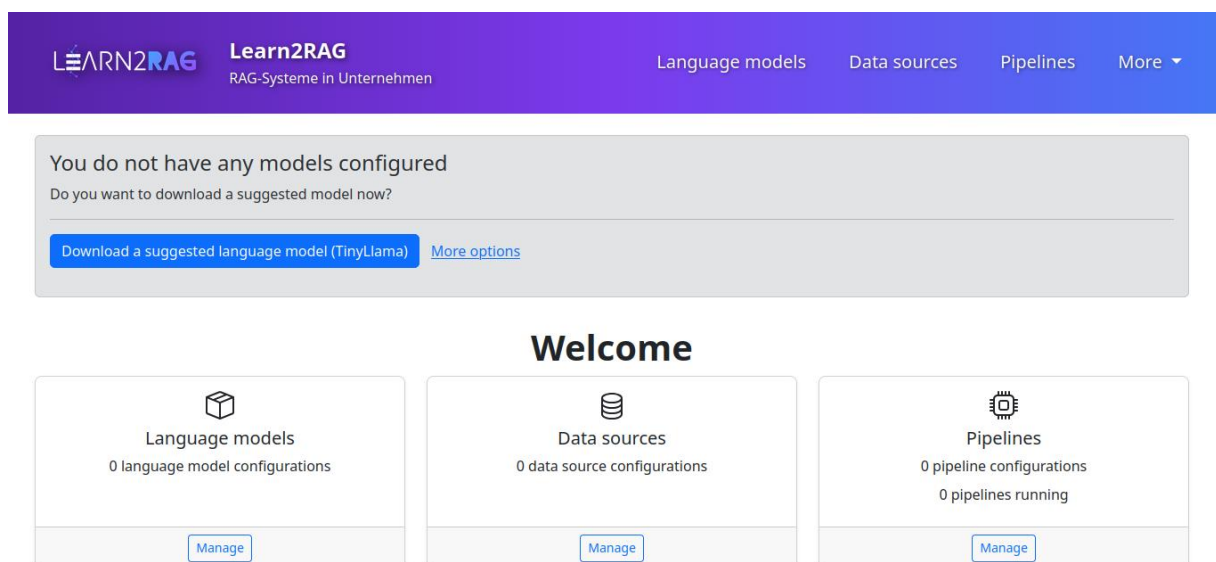 LEARN2RAG
Learn2RAG
RAG-Systeme in Unternehmen
Language models
Data sources
Pipelines
More
You do not have any models configured
Do you want to download a suggested model now?
Download a suggested language model (TinyLlama)
More options
Welcome
Language models
0 language model configurations
Manage
Data sources
0 data source configurations
Manage
Pipelines
0 pipeline configurations
0 pipelines running
Manage